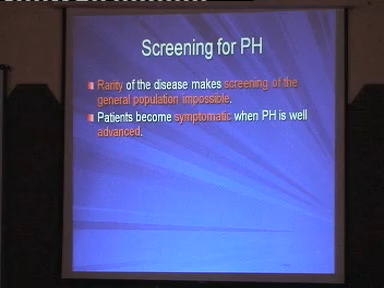 Screening for PH
Rarity of the disease makes screening of the
general population impossible.
Patients become symptomatic when PH is well
advanced.